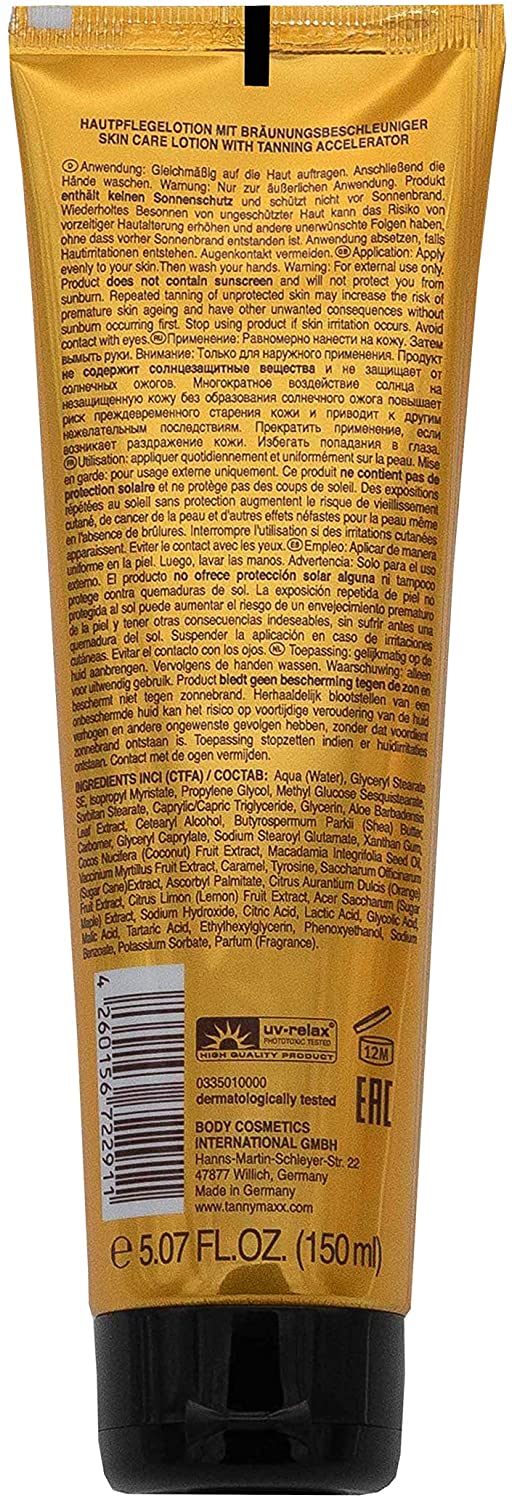 HAUTPFLEGELOTION MIT BRÄUNUNGSBESCHLEUNIGER
SKIN CARE LOTION WITH TANNING ACCELERATOR
D Anwendung: Gleichmäßig auf die Haut auftragen. Anschließend die
Hände waschen. Warnung: Nur zur äußerlichen Anwendung. Produkt
enthält keinen Sonnenschutz und schützt nicht vor Sonnenbrand.
Wiederholtes Besonnen von ungeschützter Haut kann das Risiko von
vorzeitiger Hautalterung erhöhen und andere unerwünschte Folgen haben,
ohne dass vorher Sonnenbrand entstanden ist. Anwendung absetzen, falls
Hautirritationen entstehen. Augenkontakt vermeiden. GB Application: Apply
evenly to your skin.Then wash your hands. Warning: For external use only.
Product does not contain sunscreen and will not protect you from
sunburn. Repeated tanning of unprotected skin may increase the risk of
premature skin ageing and have other unwanted consequences without
sunburn occurring first. Stop using product if skin irritation occurs. Avoid
contact with eyes. RU Применение: Равномерно нанести на кожу. Затем
вымыть руки. Внимание: Только для наружного применения. Продукт
не содержит солнцезащитные вещества и не защищает от
солнечных ожогов. Многократное воздействие солнца на
незащищенную кожу без образования солнечного ожога повышает
риск преждевременного старения кожи и приводит к другим
нежелательным последствиям. Прекратить применение, если
возникает раздражение кожи. Избегать попадания в глаза.
FR Utilisation: appliquer quotidiennement et uniformément sur la peau. Mise
en garde: pour usage externe uniquement. Ce produit ne contient pas de
protection solaire et ne protège pas des coups de soleil. Des expositions
répétées au soleil sans protection augmentent le risque de vieillissement
cutané, de cancer de la peau et d'autres effets néfastes pour la peau même
en l'absence de brûlures. Interrompre l'utilisation si des irritations cutanées
apparaissent. Eviter le contact avec les yeux. ES Empleo: Aplicar de manera
uniforme en la piel. Luego, lavar las manos. Advertencia: Solo para el uso
externo. El producto no ofrece protección solar alguna ni tampoco
protege contra quemaduras de sol. La exposición repetida de piel no
protegida al sol puede aumentar el riesgo de un envejecimiento prematuro
de la piel y tener otras consecuencias indeseables, sin sufrir antes una
quemadura del sol. Suspender la aplicación en caso de irritaciones
cutáneas. Evitar el contacto con los ojos. NL Toepassing: gelijkmatig op de
huid aanbrengen. Vervolgens de handen wassen. Waarschuwing: alleen
voor uitwendig gebruik. Product biedt geen bescherming tegen de zon en
beschermt niet tegen zonnebrand. Herhaaldelijk blootstellen van een
onbeschermde huid kan het risico op voortijdige veroudering van de huid
verhogen en andere ongewenste gevolgen hebben, zonder dat voordien
zonnebrand ontstaan is. Toepassing stopzetten indien er huidirritaties
ontstaan. Contact met de ogen vermijden.
INGREDIENTS INCI (CTFA) / СОСТАВ: Aqua (Water), Glyceryl Stearate
SE, Isopropyl Myristate, Propylene Glycol, Methyl Glucose Sesquistearate,
Sorbitan Stearate, Caprylic/Capric Triglyceride, Glycerin, Aloe Barbadensis
Leaf Extract, Cetearyl Alcohol, Butyrospermum Parkii (Shea) Butter,
Carbomer, Glyceryl Caprylate, Sodium Stearoyl Glutamate, Xanthan Gum,
Cocos Nucifera (Coconut) Fruit Extract, Macadamia Integrifolia Seed Oil,
Vaccinium Myrtillus Fruit Extract, Caramel, Tyrosine, Saccharum Officinarum
(Sugar Cane)Extract, Ascorbyl Palmitate, Citrus Aurantium Dulcis (Orange)
Fruit Extract, Citrus Limon (Lemon) Fruit Extract, Acer Saccharum (Sugar
Maple) Extract, Sodium Hydroxide, Citric Acid, Lactic Acid, Glycolic Acid,
Malic Acid, Tartaric Acid, Ethylhexylglycerin, Phenoxyethanol, Sodium
Benzoate, Potassium Sorbate, Parfum (Fragrance).
4 260156 722911
uv-relax®
PHOTOTOXIC TESTED
HIGH QUALITY PRODUCT
12M
EAC
0335010000
dermatologically tested
BODY COSMETICS
INTERNATIONAL GMBH
Hanns-Martin-Schleyer-Str. 22
47877 Willich, Germany
Made in Germany
www.tannymaxx.com
e 5.07 FL.OZ. (150 ml)